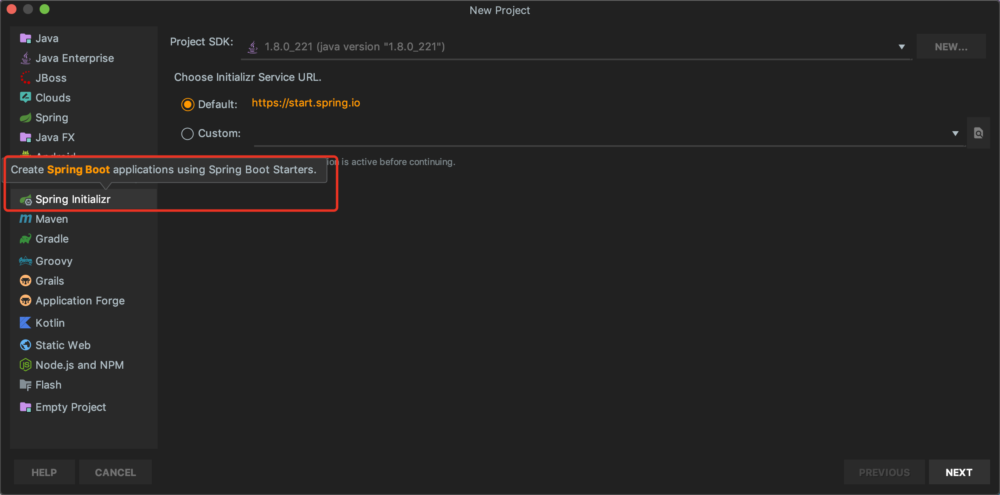 New Project
Java
Java Enterprise
JBoss
Clouds
Spring
Java FX
Create Spring Boot applications using Spring Boot Starters.
Spring Initializr
Maven
Gradle
Groovy
Grails
Application Forge
Kotlin
Static Web
Node.js and NPM
Flash
Empty Project
Project SDK: 1.8.0_221 (java version "1.8.0_221") NEW...
Choose Initializr Service URL.
Default: https://start.spring.io
Custom:
is active before continuing.
HELP CANCEL PREVIOUS NEXT